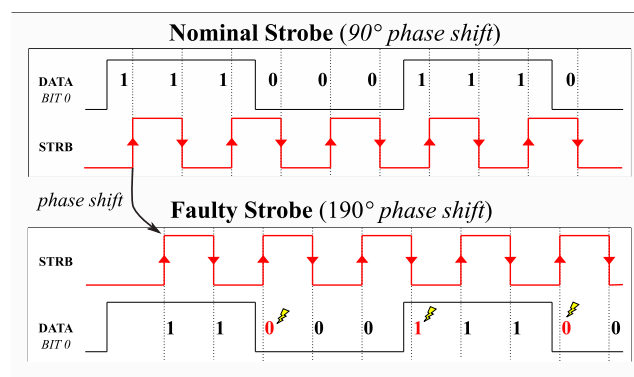 Nominal Strobe (90° phase shift)
DATA 1 1 1 0 0 0 1 1 1 0
BIT 0
STRB
phase shift
Faulty Strobe (190° phase shift)
STRB
DATA 1 1 0 0 0 1 1 1 0 0
BIT 0